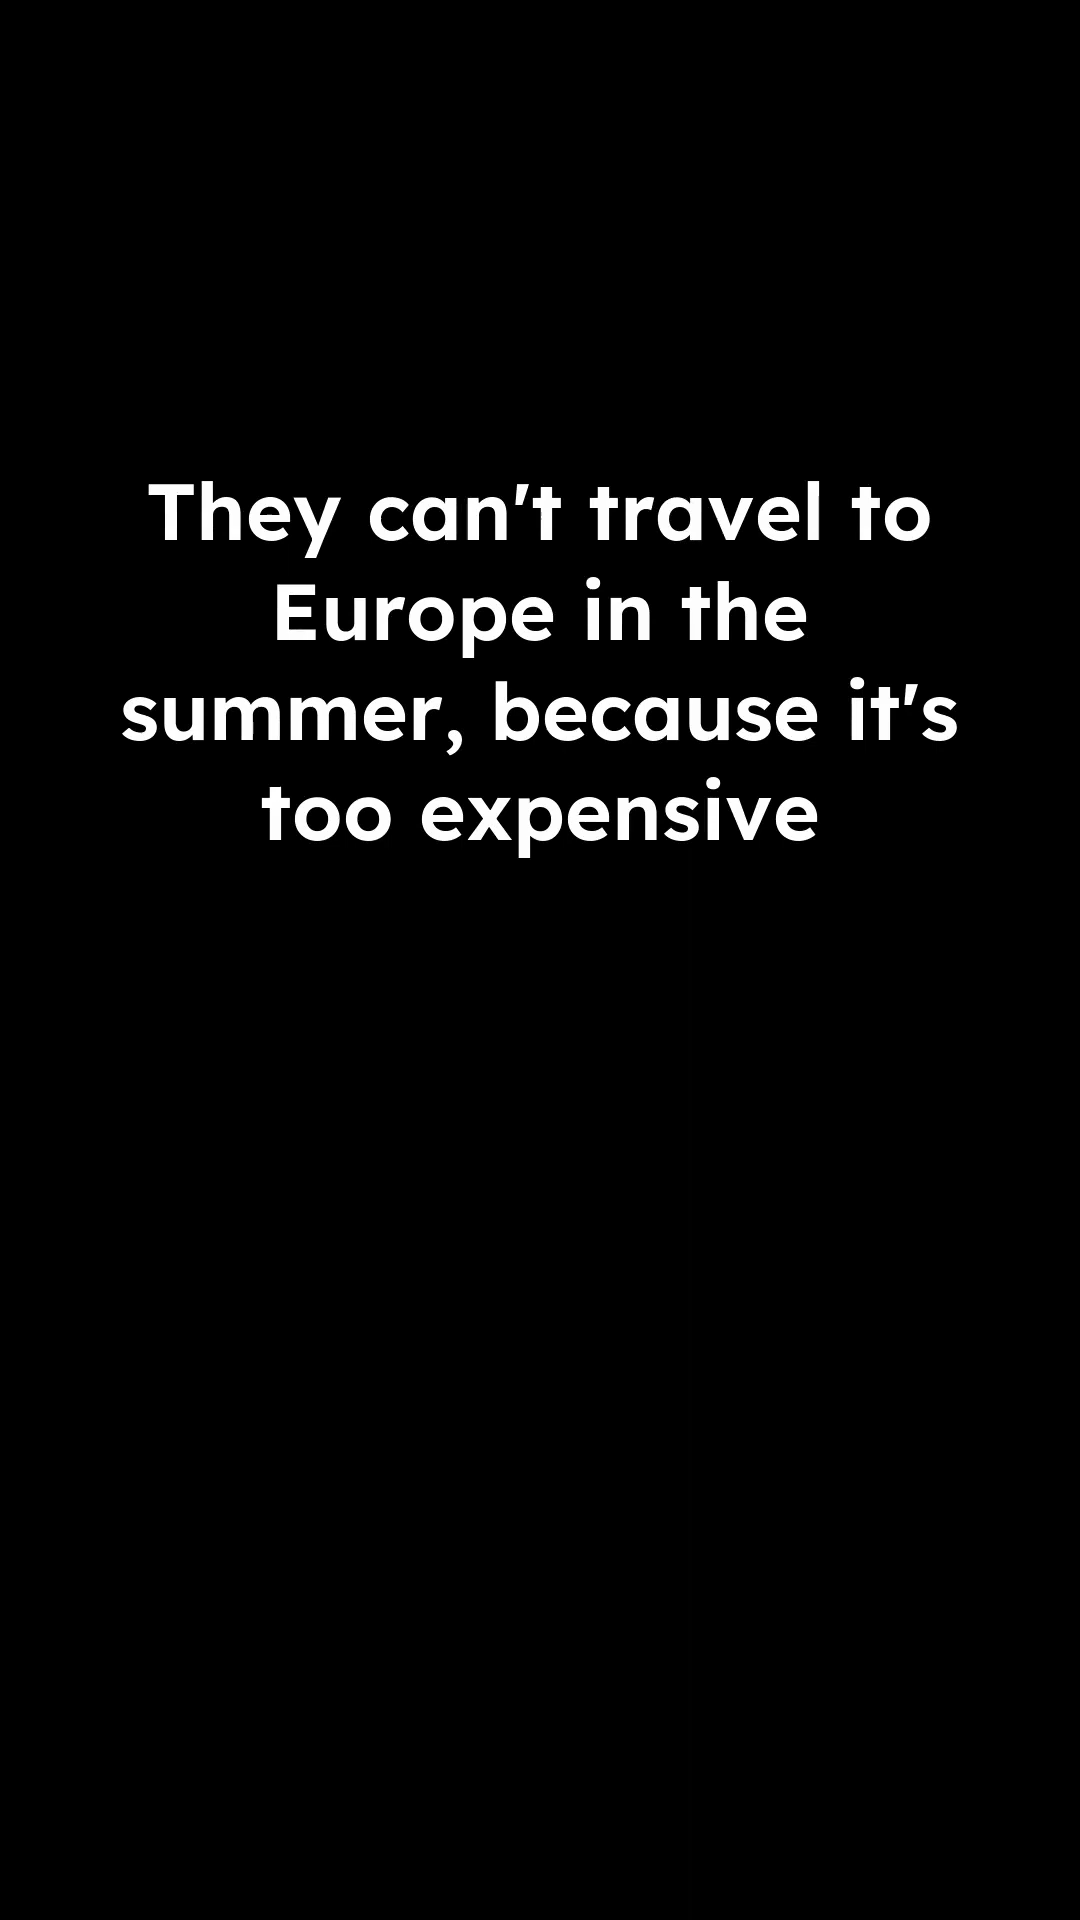 They can't travel to
Europe in the
summer, because it's
too expensive